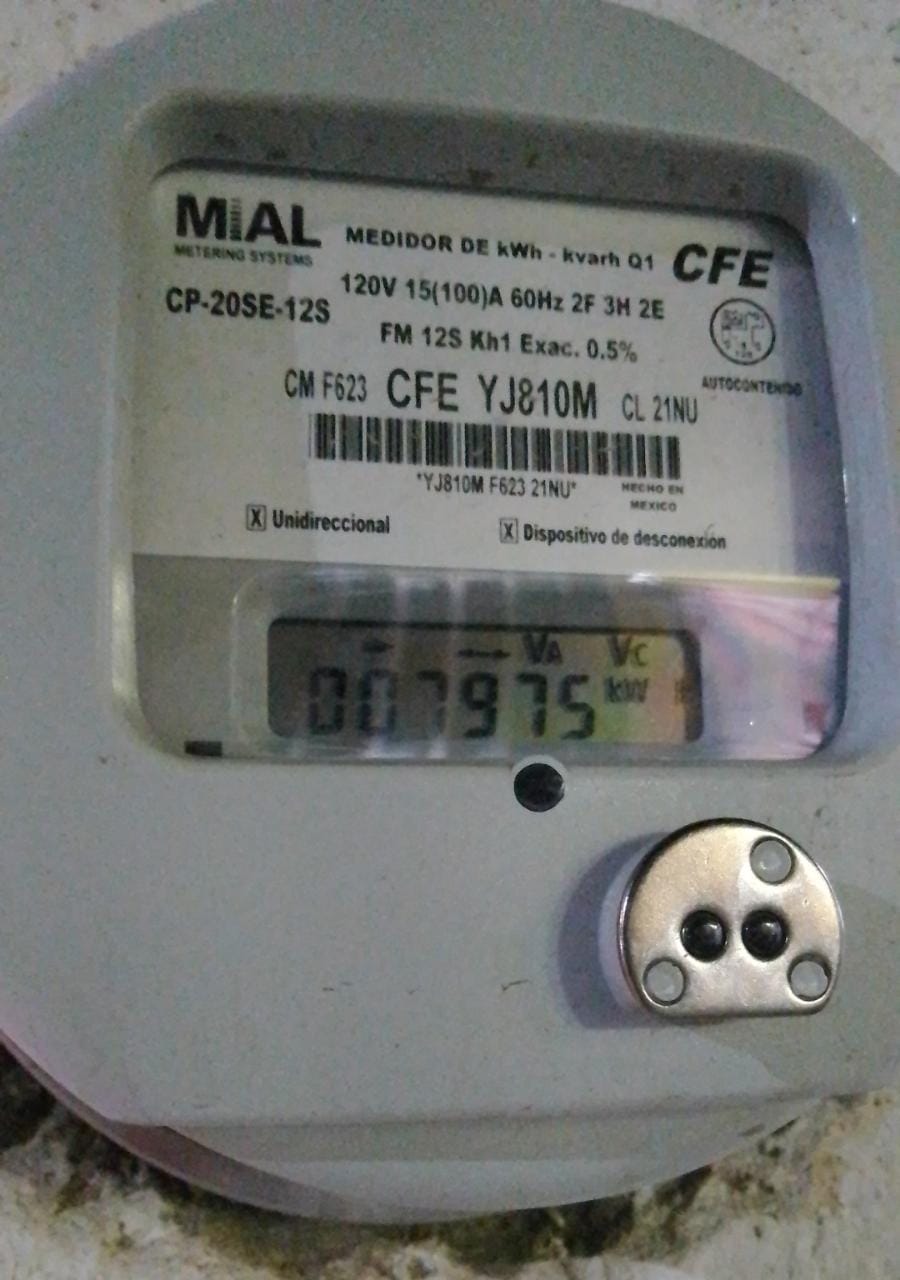 MIAL
METERING SYSTEMS
MEDIDOR DE kWh - kvarh Q1
CFE
CP-20SE-12S
120V 15(100)A 60Hz 2F 3H 2E
FM 12S Kh1 Exac. 0.5%
AUTOCONTENIDO
CM F623 CFE YJ810M CL 21NU
*YJ810M F623 21NU*
HECHO EN
MEXICO
X Unidireccional
X Dispositivo de desconexión
VA VC
007975 kW